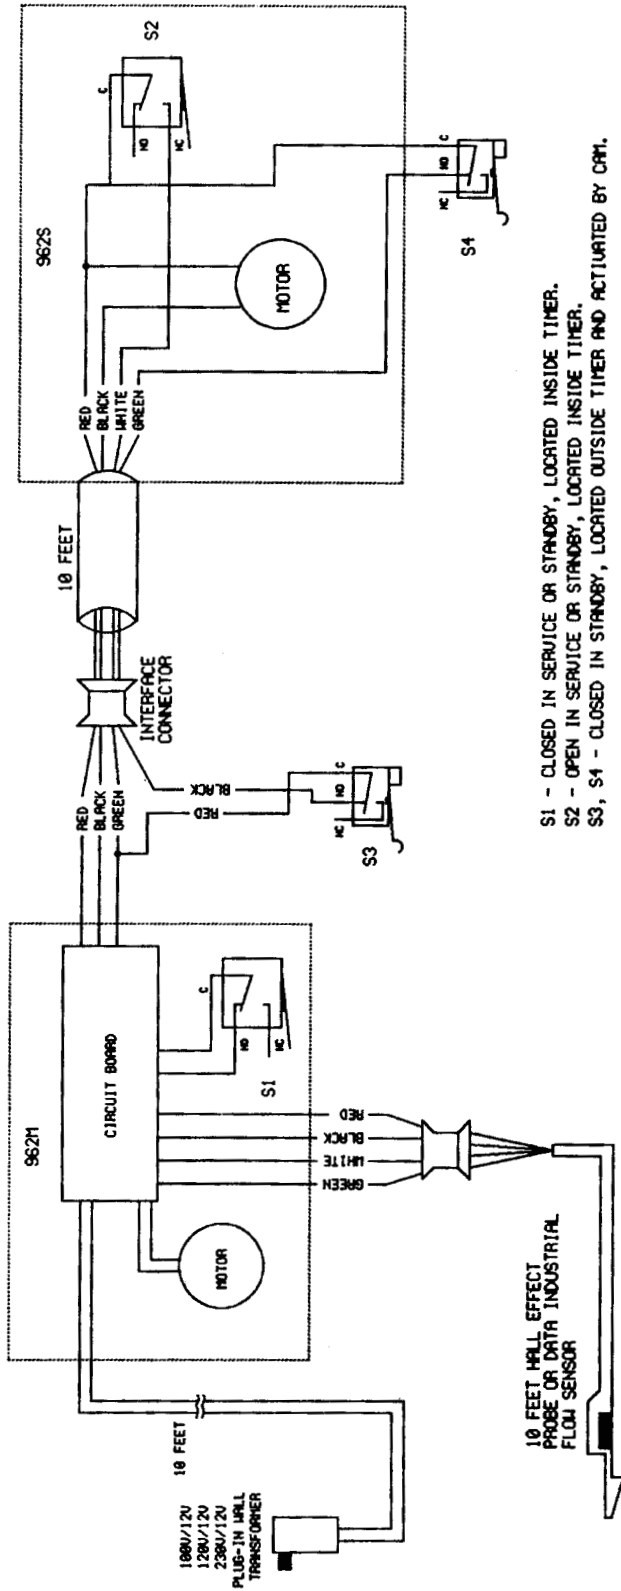 962M
CIRCUIT BOARD
MOTOR
S1
C
NO
NC
RED
BLACK
WHITE
GREEN
10 FEET
100V/12V
120V/12V
230V/12V
PLUG-IN WALL
TRANSFORMER
10 FEET HALL EFFECT
PROBE OR DATA INDUSTRIAL
FLOW SENSOR
RED
BLACK
GREEN
RED
BLACK
S3
NC
NO
C
INTERFACE
CONNECTOR
10 FEET
962S
RED
BLACK
WHITE
GREEN
MOTOR
S2
C
NO
NC
S4
NC
NO
C
S1 - CLOSED IN SERVICE OR STANDBY, LOCATED INSIDE TIMER.
S2 - OPEN IN SERVICE OR STANDBY, LOCATED INSIDE TIMER.
S3, S4 - CLOSED IN STANDBY, LOCATED OUTSIDE TIMER AND ACTIVATED BY CAM.